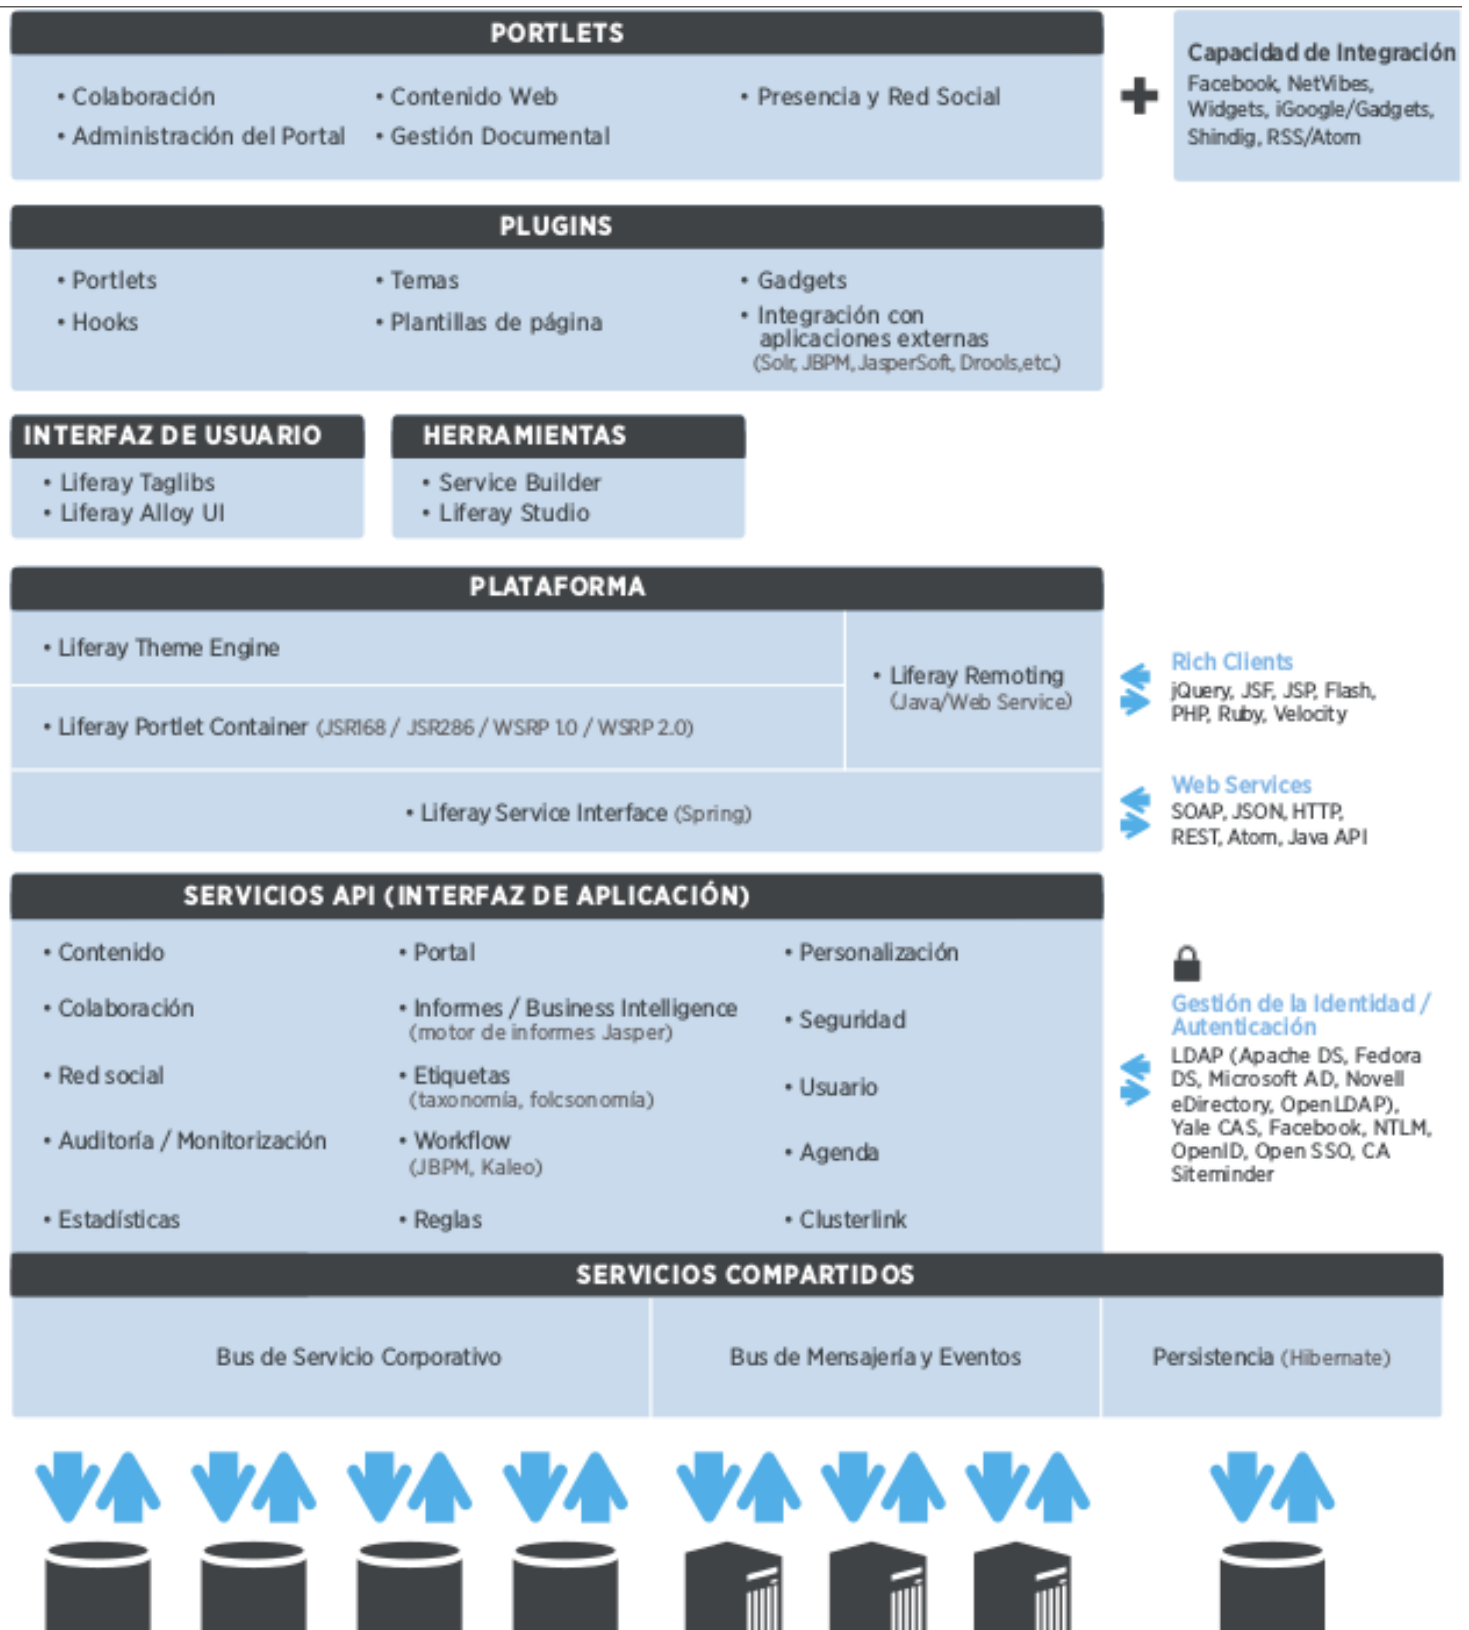 PORTLETS
• Colaboración
• Contenido Web
• Presencia y Red Social
• Administración del Portal
• Gestión Documental
Capacidad de Integración
Facebook, NetVibes,
Widgets, iGoogle/Gadgets,
Shindig, RSS/Atom
PLUGINS
• Portlets
• Temas
• Gadgets
• Hooks
• Plantillas de página
• Integración con
aplicaciones externas
(Solr, JBPM, JasperSoft, Drools,etc.)
INTERFAZ DE USUARIO
• Liferay Taglibs
• Liferay Alloy UI
HERRAMIENTAS
• Service Builder
• Liferay Studio
PLATAFORMA
• Liferay Theme Engine
• Liferay Portlet Container (JSR168 / JSR286 / WSRP 1.0 / WSRP 2.0)
• Liferay Remoting
(Java/Web Service)
• Liferay Service Interface (Spring)
Rich Clients
jQuery, JSF, JSP, Flash,
PHP, Ruby, Velocity
Web Services
SOAP, JSON, HTTP,
REST, Atom, Java API
SERVICIOS API (INTERFAZ DE APLICACIÓN)
• Contenido
• Portal
• Personalización
• Colaboración
• Informes / Business Intelligence
(motor de informes Jasper)
• Seguridad
• Red social
• Etiquetas
(taxonomía, folcsonomía)
• Usuario
• Auditoría / Monitorización
• Workflow
(JBPM, Kaleo)
• Agenda
• Estadísticas
• Reglas
• Clusterlink
Gestión de la Identidad /
Autenticación
LDAP (Apache DS, Fedora
DS, Microsoft AD, Novell
eDirectory, OpenLDAP),
Yale CAS, Facebook, NTLM,
OpenID, Open SSO, CA
Siteminder
SERVICIOS COMPARTIDOS
Bus de Servicio Corporativo
Bus de Mensajería y Eventos
Persistencia (Hibernate)